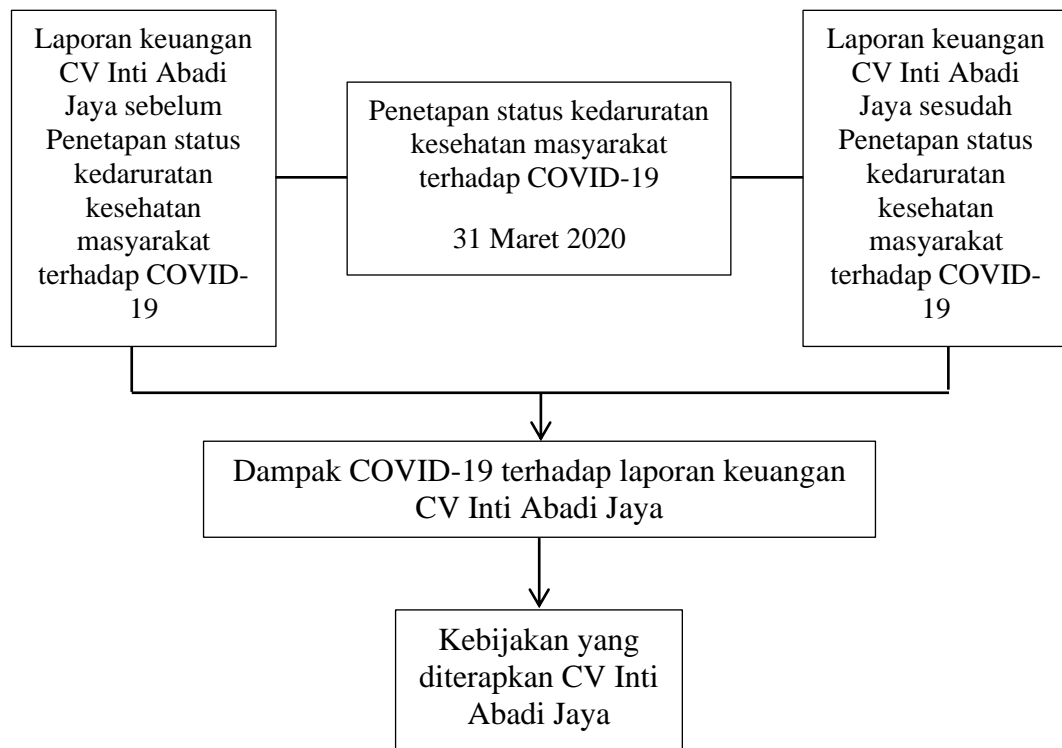 Laporan keuangan
CV Inti Abadi
Jaya sebelum
Penetapan status
kedaruratan
kesehatan
masyarakat
terhadap COVID-
19
Penetapan status kedaruratan
kesehatan masyarakat
terhadap COVID-19
31 Maret 2020
Laporan keuangan
CV Inti Abadi
Jaya sesudah
Penetapan status
kedaruratan
kesehatan
masyarakat
terhadap COVID-
19
Dampak COVID-19 terhadap laporan keuangan
CV Inti Abadi Jaya
Kebijakan yang
diterapkan CV Inti
Abadi Jaya